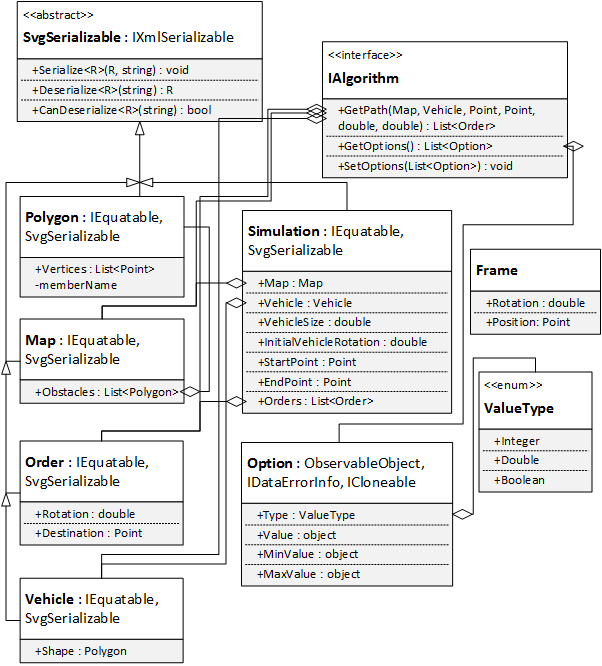 <<abstract>>
SvgSerializable : IXmlSerializable
+Serialize<R>(R, string) : void
+Deserialize<R>(string) : R
+CanDeserialize<R>(string) : bool
<<interface>>
IAlgorithm
+GetPath(Map, Vehicle, Point, Point,
double, double) : List<Order>
+GetOptions() : List<Option>
+SetOptions(List<Option>) : void
Polygon : IEquatable,
SvgSerializable
+Vertices : List<Point>
-memberName
Simulation : IEquatable,
SvgSerializable
+Map : Map
+Vehicle : Vehicle
+VehicleSize : double
+InitialVehicleRotation : double
+StartPoint : Point
+EndPoint : Point
+Orders : List<Order>
Frame
+Rotation : double
+Position: Point
Map : IEquatable,
SvgSerializable
+Obstacles : List<Polygon>
<<enum>>
ValueType
+Integer
+Double
+Boolean
Order : IEquatable,
SvgSerializable
+Rotation : double
+Destination : Point
Option : ObservableObject,
IDataErrorInfo, ICloneable
+Type : ValueType
+Value : object
+MinValue : object
+MaxValue : object
Vehicle : IEquatable,
SvgSerializable
+Shape : Polygon